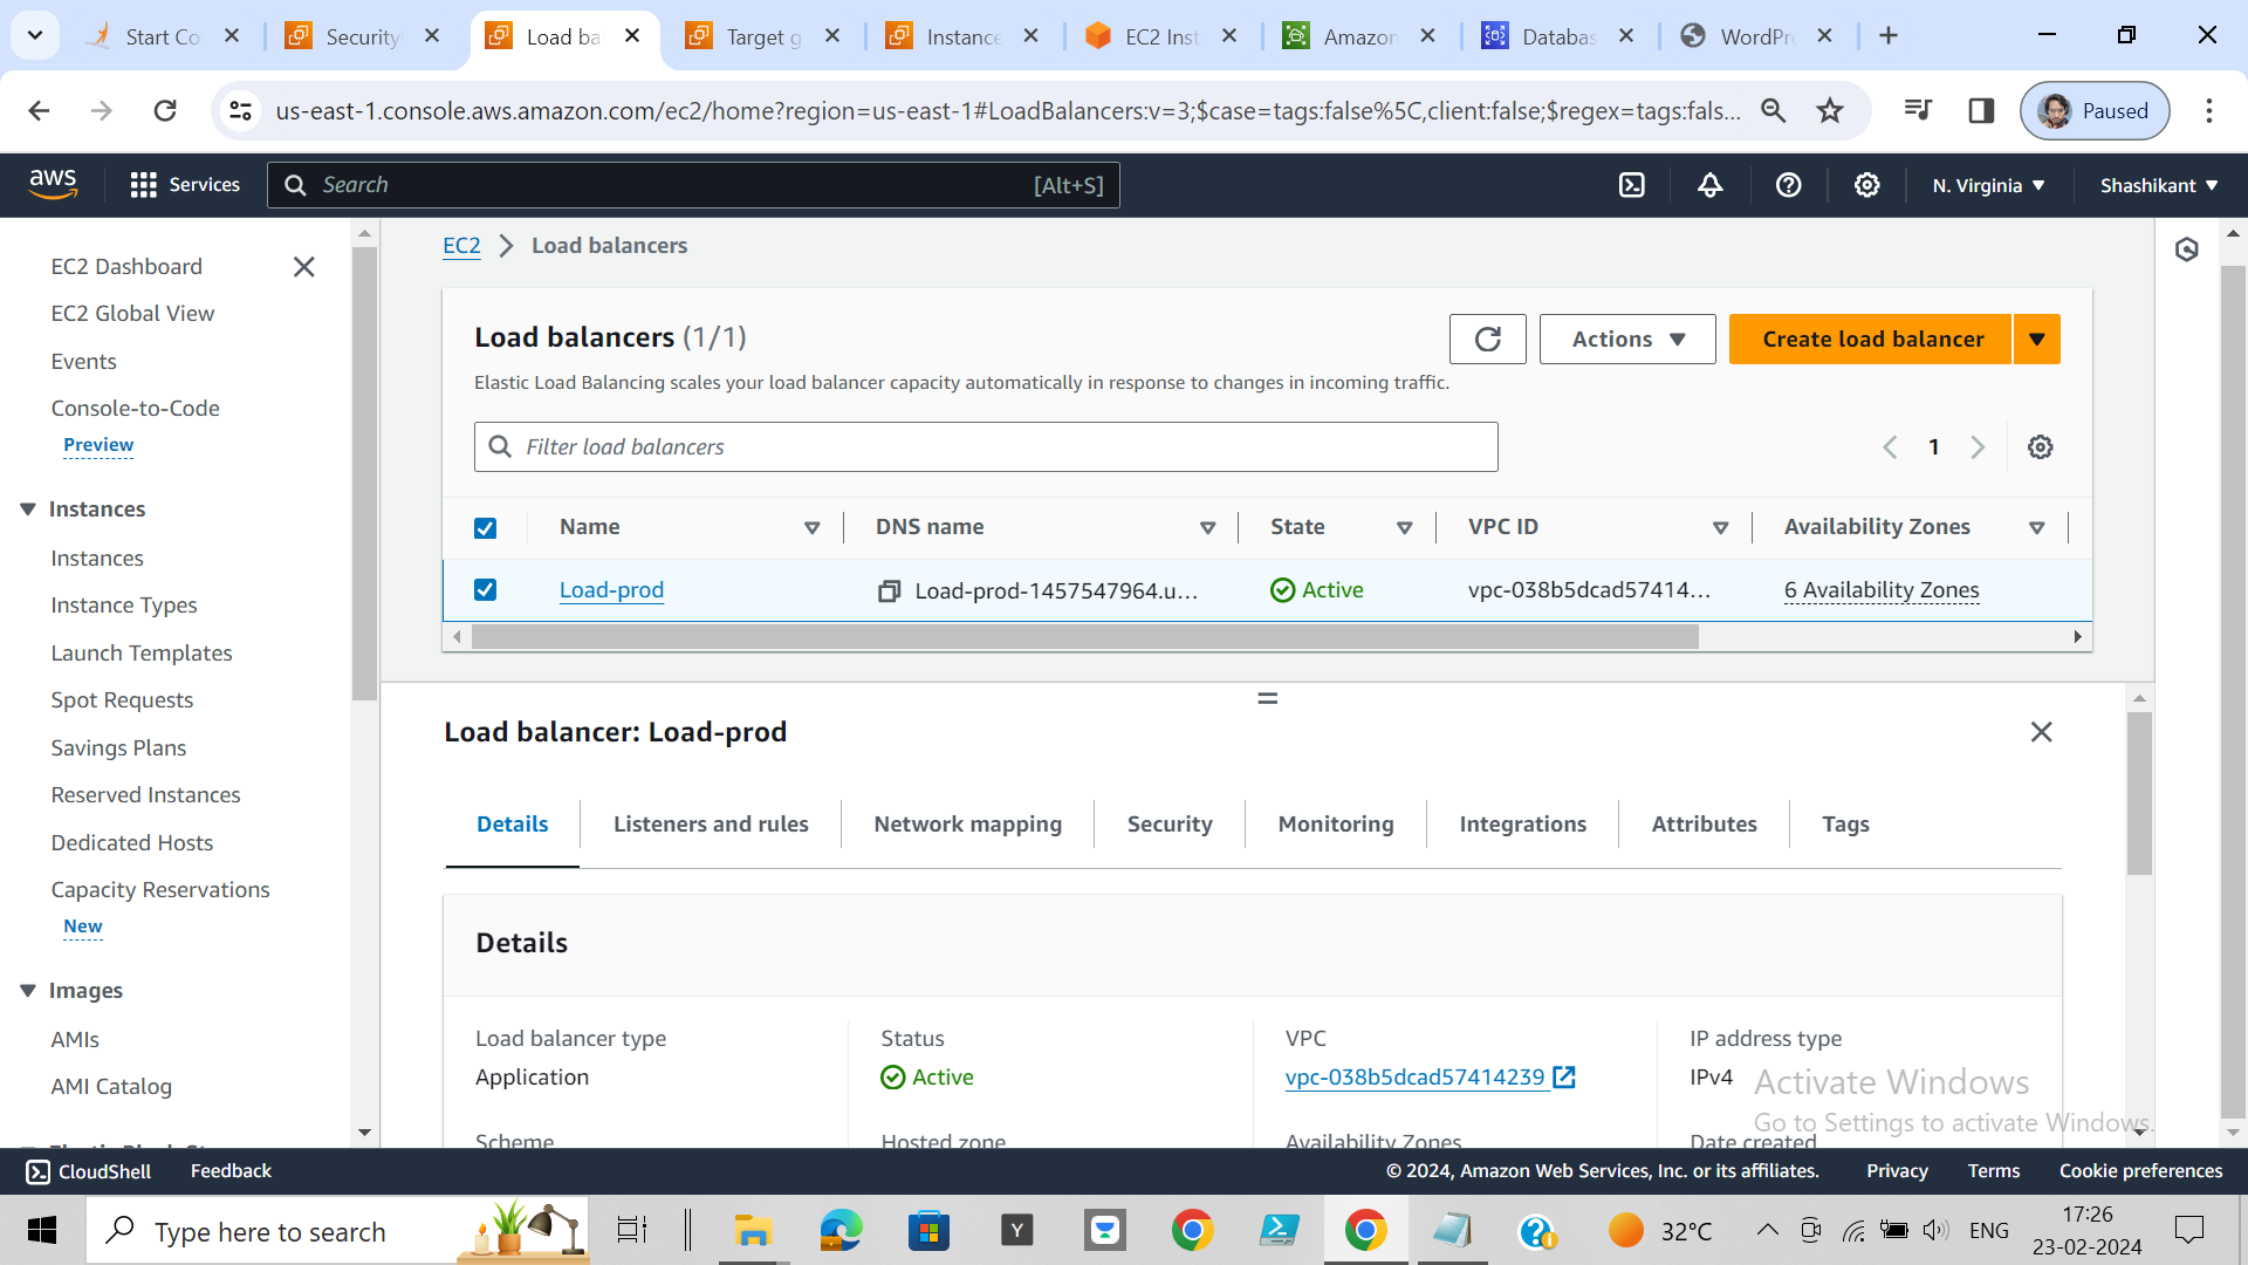 Start Co
Security
Load ba
Target g
Instance
EC2 Inst
Amazon
Databas
WordPr
us-east-1.console.aws.amazon.com/ec2/home?region=us-east-1#LoadBalancers:v=3;$case=tags:false%5C,client:false;$regex=tags:fals...
Paused
aws
Services
Search
[Alt+S]
N. Virginia
Shashikant
EC2 Dashboard
EC2 Global View
Events
Console-to-Code
Preview
Instances
Instances
Instance Types
Launch Templates
Spot Requests
Savings Plans
Reserved Instances
Dedicated Hosts
Capacity Reservations
New
Images
AMIs
AMI Catalog
EC2
Load balancers
Load balancers (1/1)
Actions
Create load balancer
Elastic Load Balancing scales your load balancer capacity automatically in response to changes in incoming traffic.
Filter load balancers
1
Name
DNS name
State
VPC ID
Availability Zones
Load-prod
Load-prod-1457547964.u...
Active
vpc-038b5dcad57414...
6 Availability Zones
Load balancer: Load-prod
Details
Listeners and rules
Network mapping
Security
Monitoring
Integrations
Attributes
Tags
Details
Load balancer type
Application
Status
Active
VPC
vpc-038b5dcad57414239
IP address type
IPv4
Scheme
Hosted zone
Availability Zones
Date created
Activate Windows
Go to Settings to activate Windows.
CloudShell
Feedback
© 2024, Amazon Web Services, Inc. or its affiliates.
Privacy
Terms
Cookie preferences
Type here to search
Y
32°C
ENG
17:26
23-02-2024